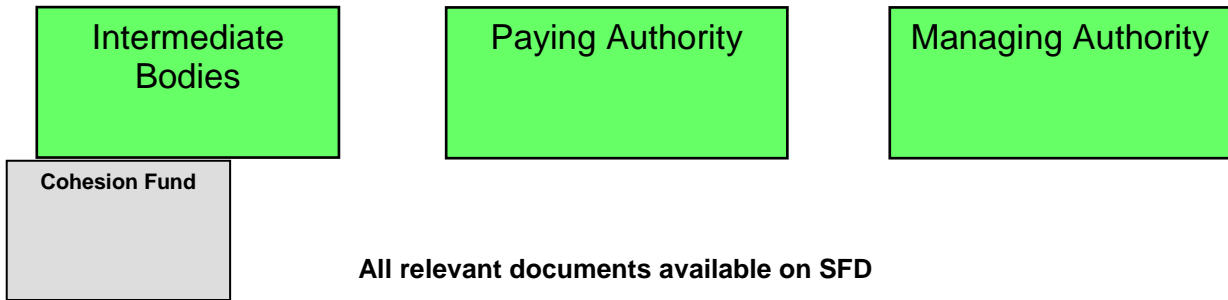 Intermediate
Bodies
Paying Authority
Managing Authority
Cohesion Fund
All relevant documents available on SFD